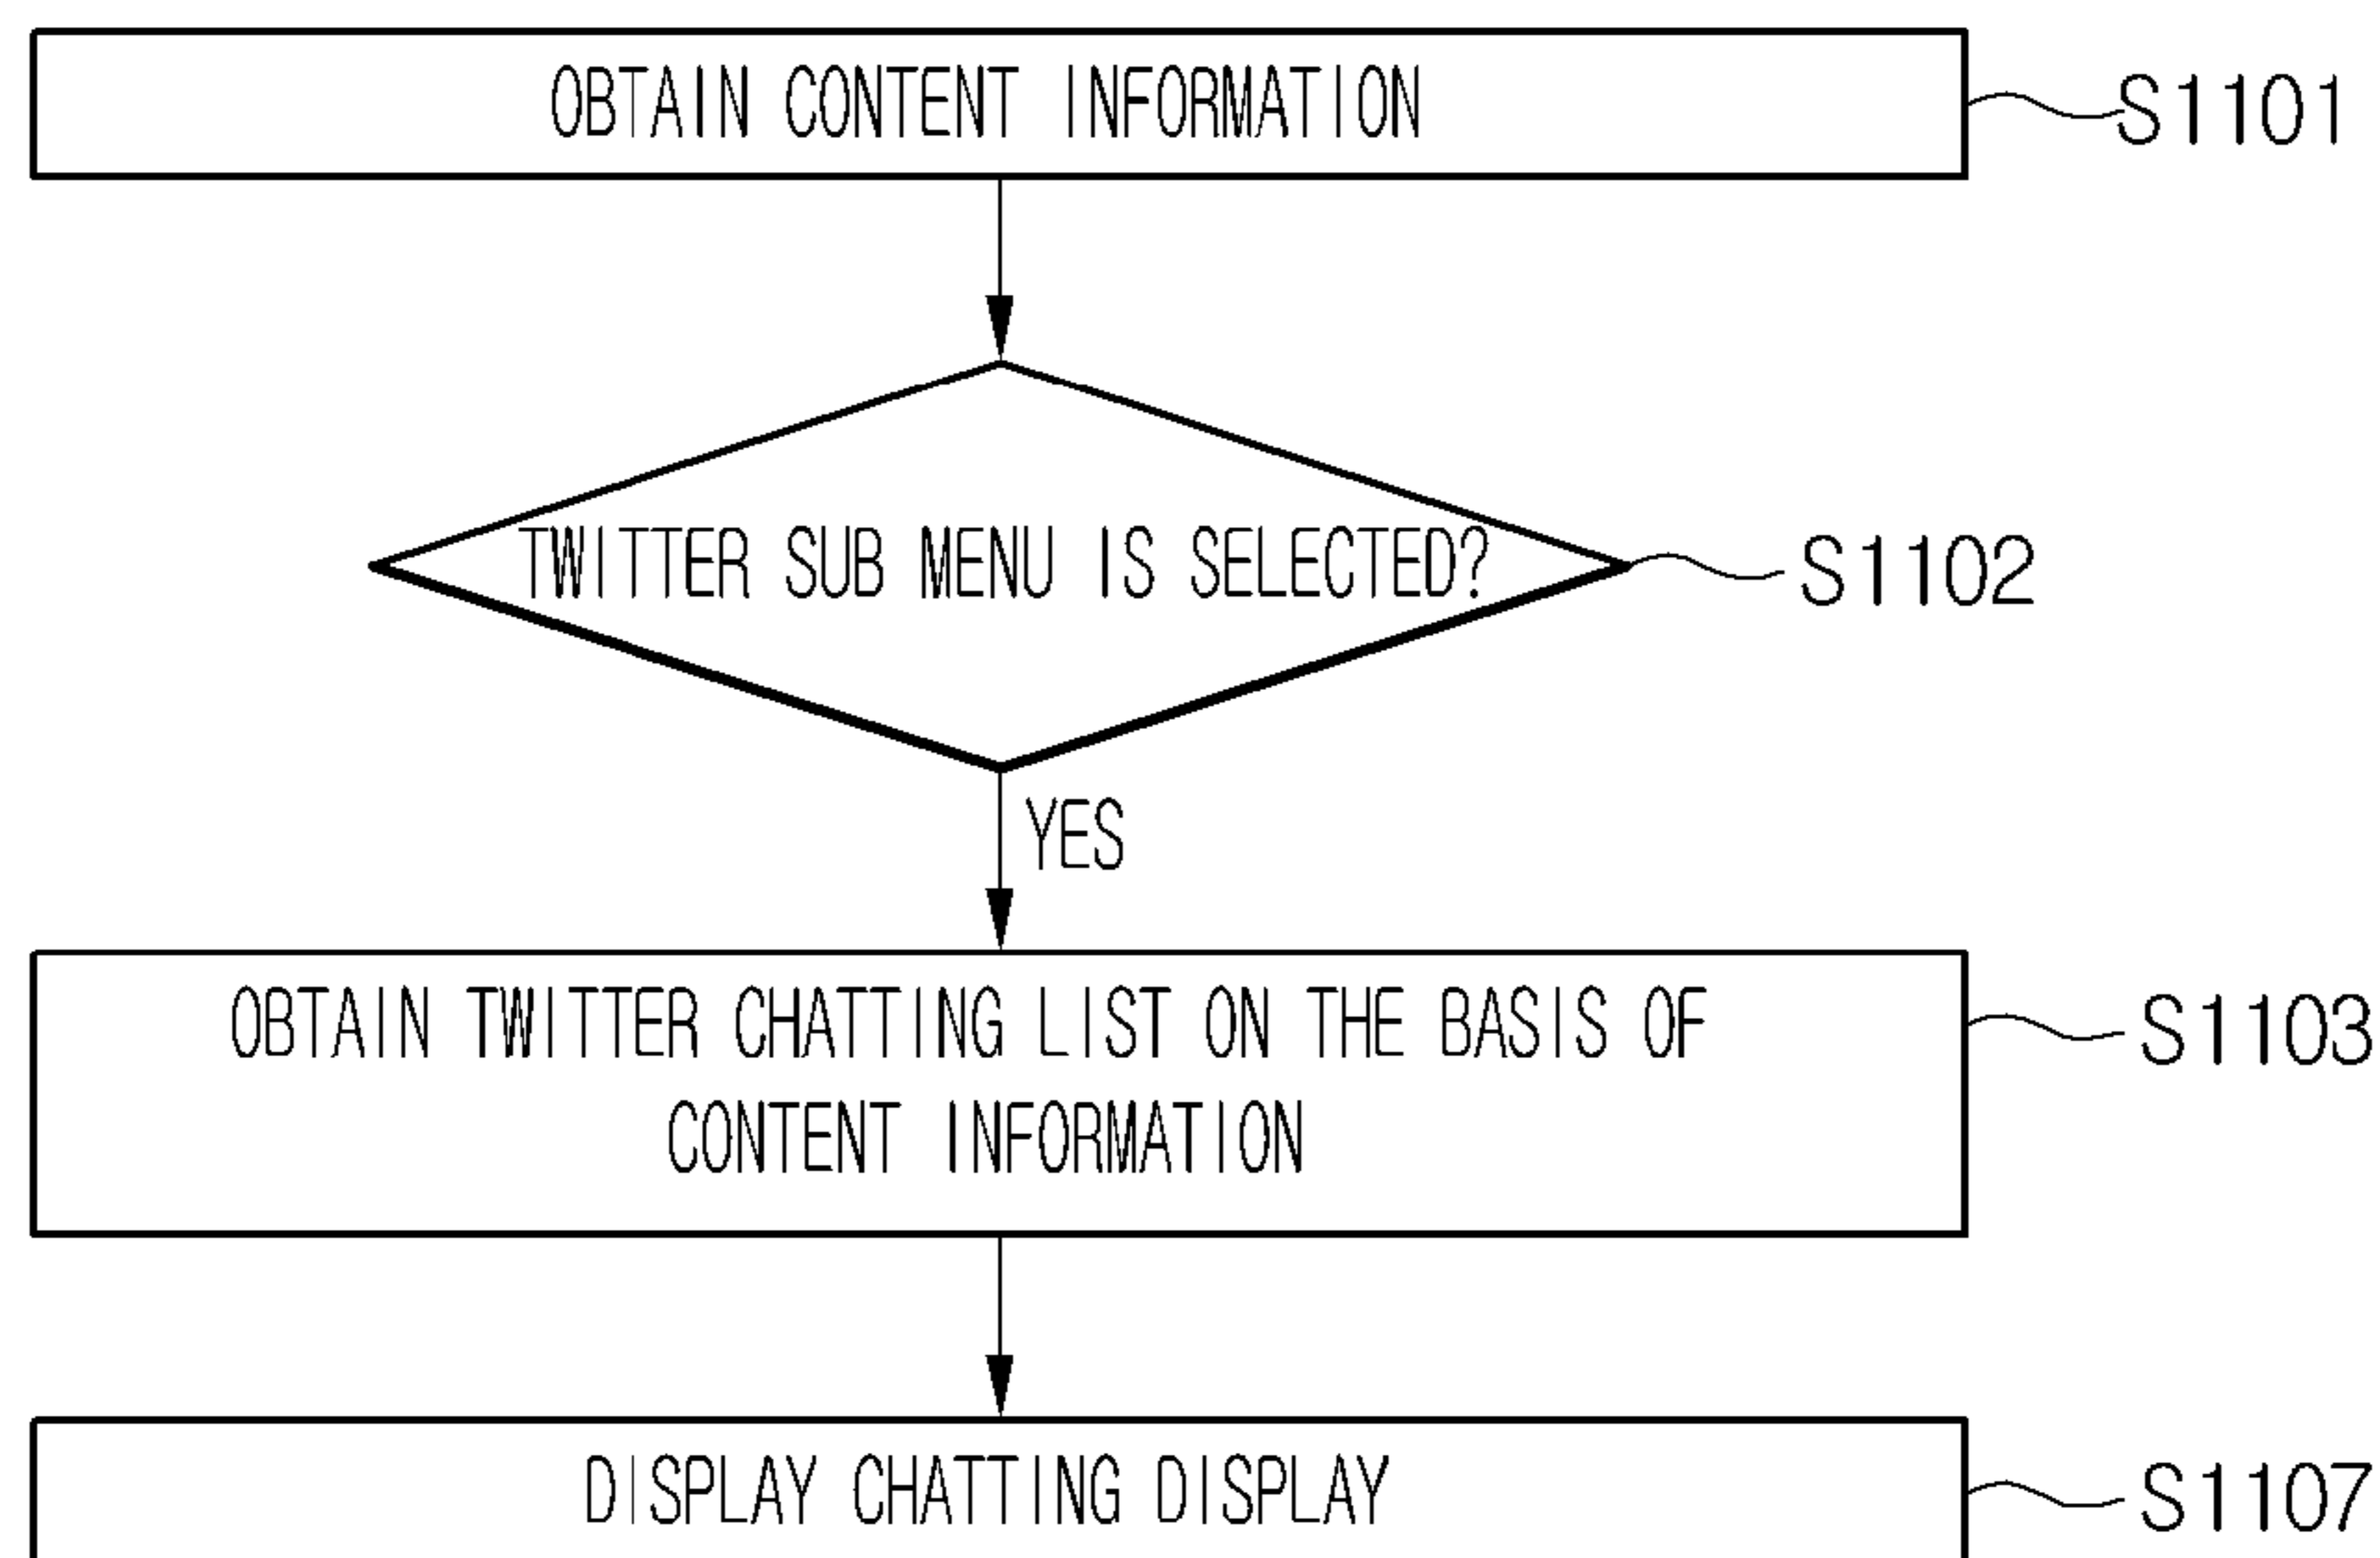 OBTAIN CONTENT INFORMATION
S1101
TWITTER SUB MENU IS SELECTED?
S1102
YES
OBTAIN TWITTER CHATTING LIST ON THE BASIS OF
CONTENT INFORMATION
S1103
DISPLAY CHATTING DISPLAY
S1107